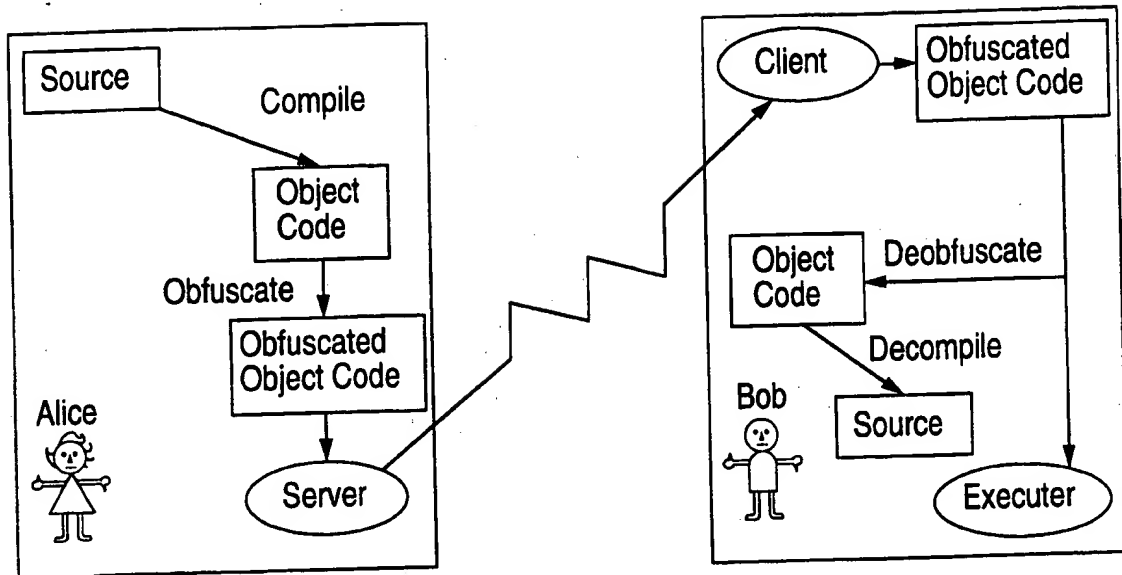 Source
Compile
Object
Code
Obfuscate
Obfuscated
Object Code
Alice
Server
Client
Obfuscated
Object Code
Object
Code
Deobfuscate
Decompile
Bob
Source
Executer